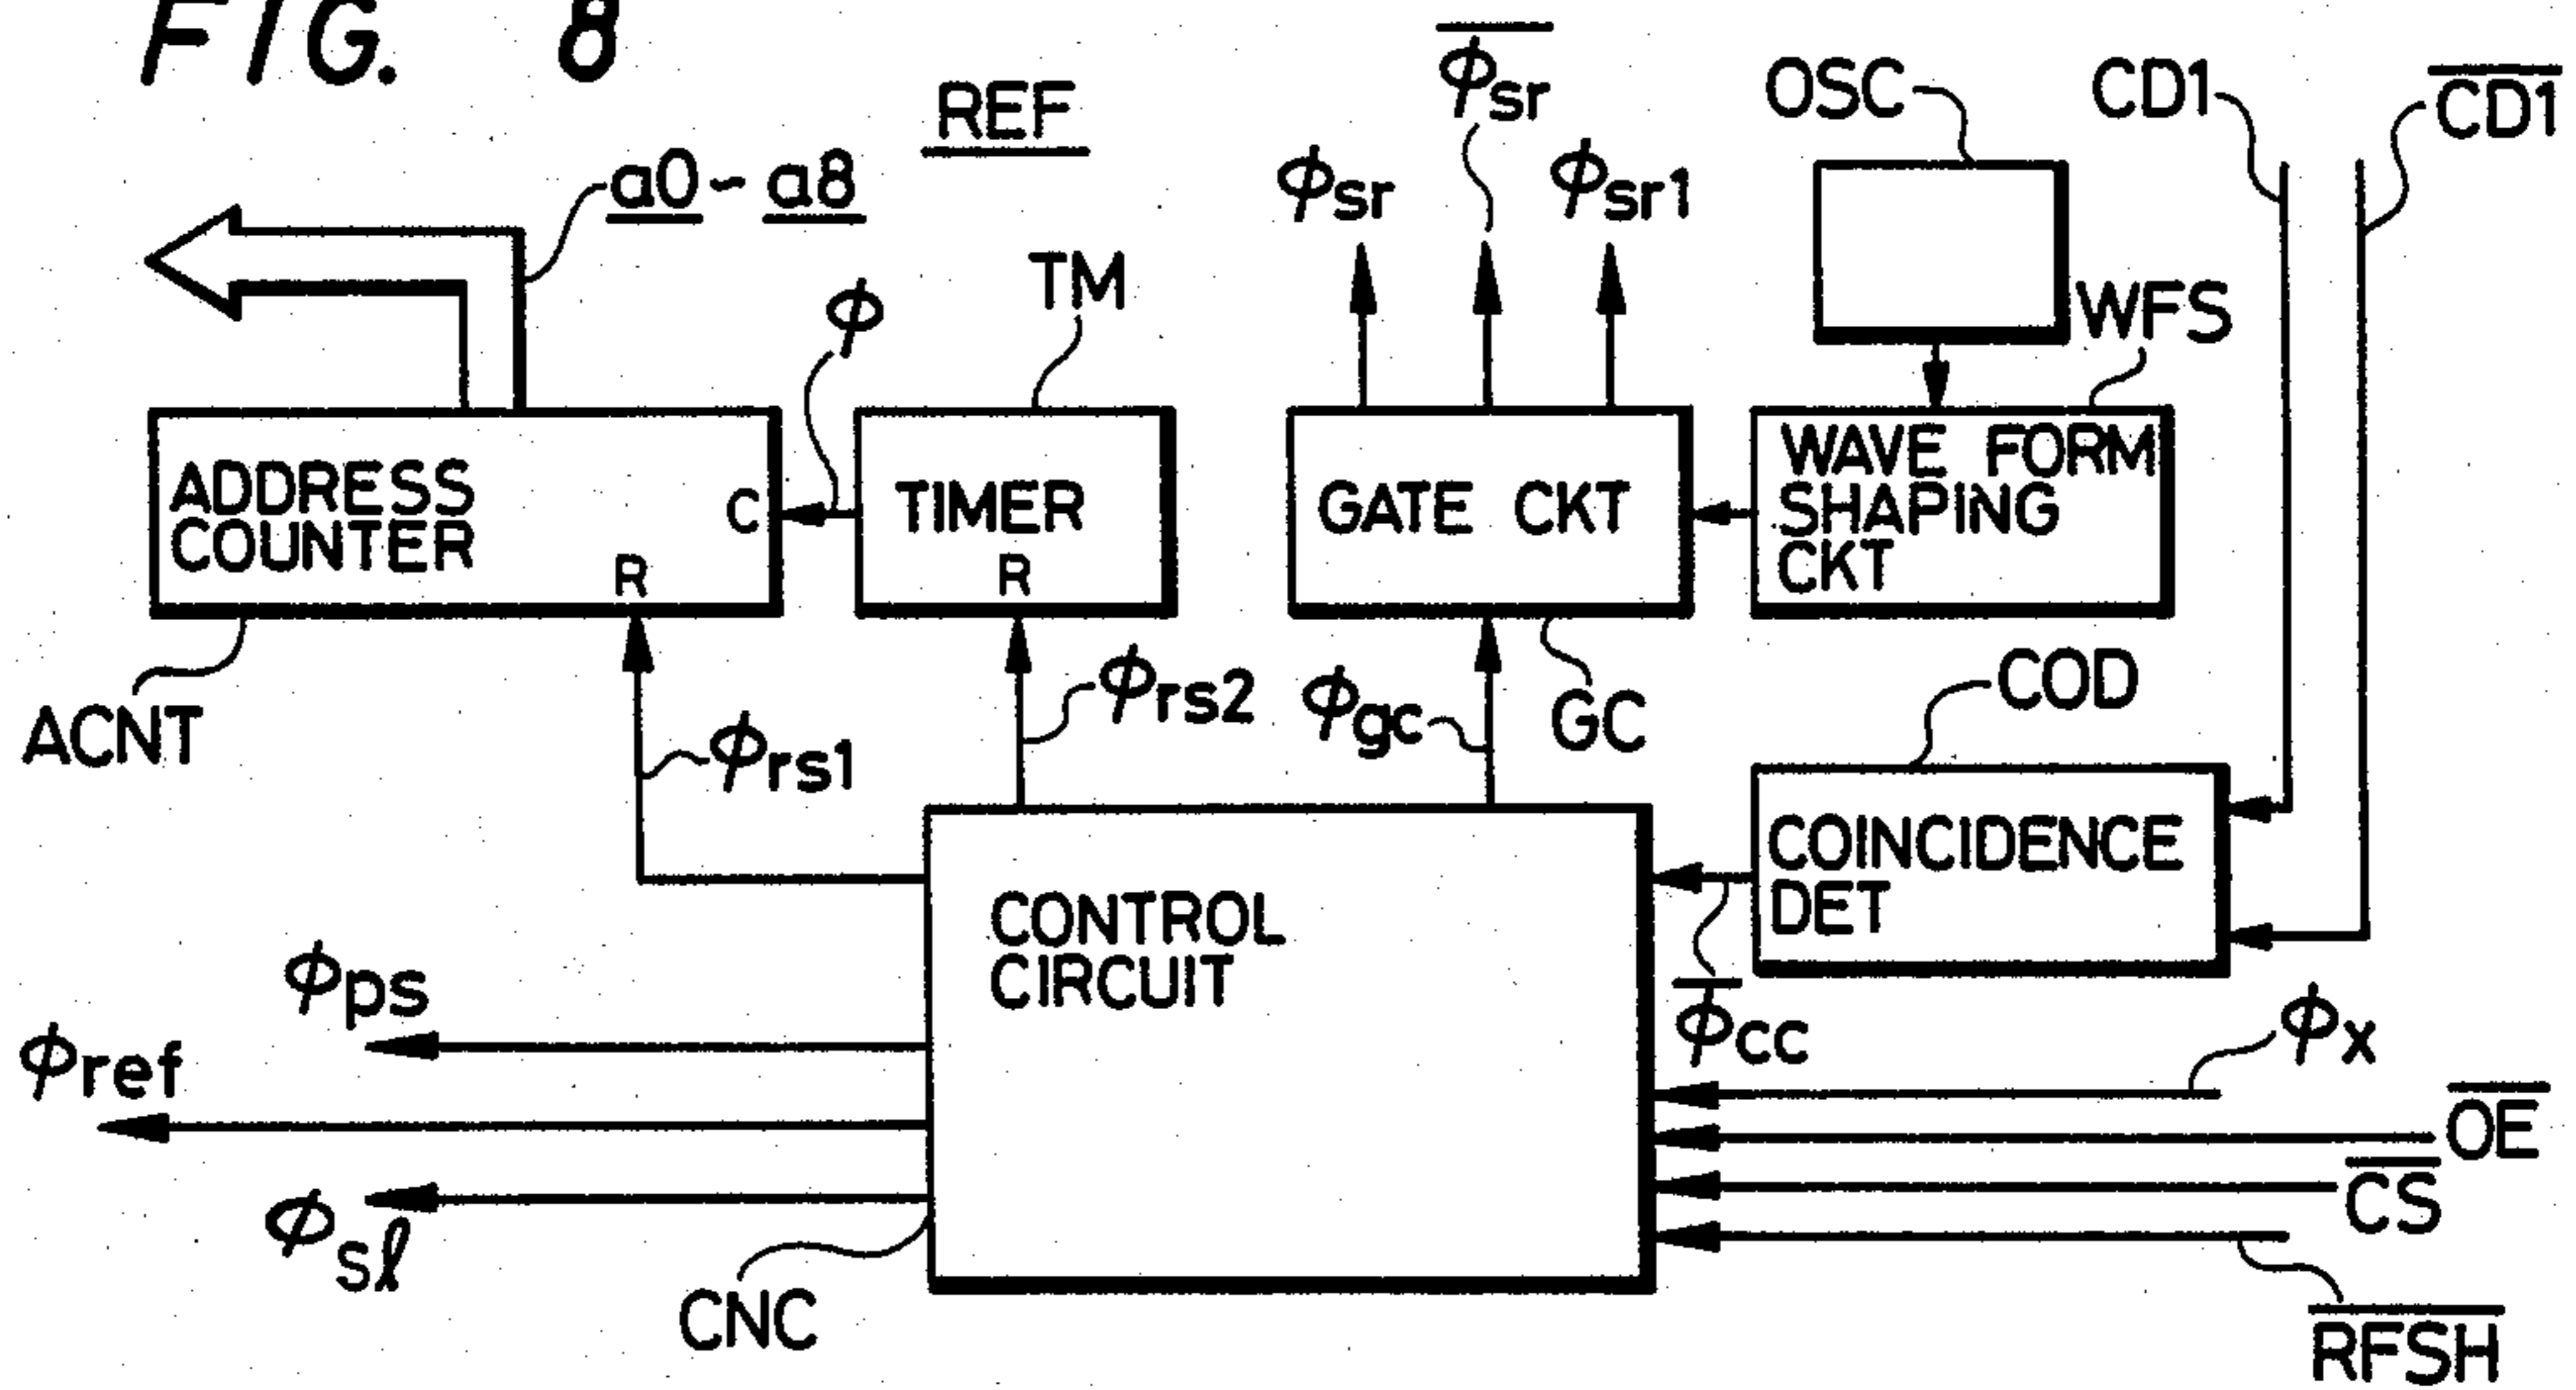 FIG. 8
REF
a0~a8
ϕ
TM
ϕsr
ϕ̅sr
ϕsr1
OSC
CD1
C̅D̅1̅
WFS
ADDRESS
COUNTER
C
R
TIMER
R
GATE CKT
WAVE FORM
SHAPING
CKT
ACNT
ϕrs1
ϕrs2
ϕgc
GC
COD
CONTROL
CIRCUIT
COINCIDENCE
DET
ϕps
ϕref
ϕsℓ
CNC
ϕ̅cc
ϕx
O̅E̅
C̅S̅
R̅F̅S̅H̅